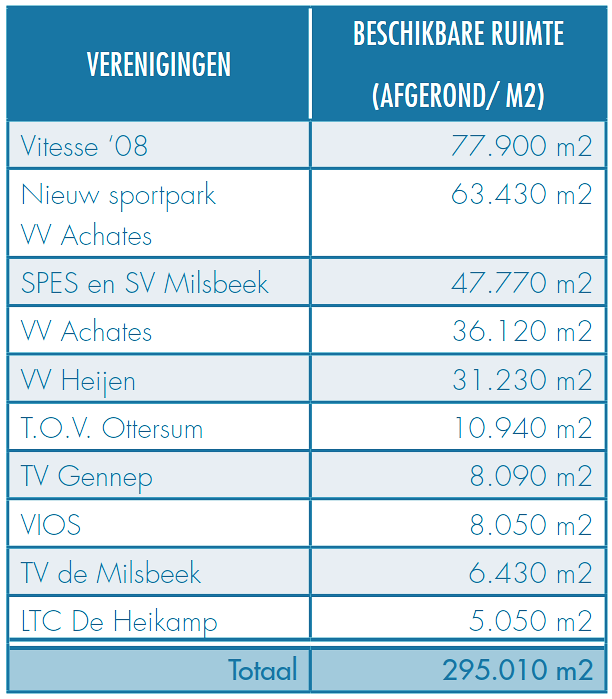 VERENIGINGEN
BESCHIKBARE RUIMTE
(AFGEROND/ M2)
Vitesse ’08 77.900 m2
Nieuw sportpark 63.430 m2
VV Achates
SPES en SV Milsbeek 47.770 m2
VV Achates 36.120 m2
VV Heijen 31.230 m2
T.O.V. Ottersum 10.940 m2
TV Gennep 8.090 m2
VIOS 8.050 m2
TV de Milsbeek 6.430 m2
LTC De Heikamp 5.050 m2
Totaal 295.010 m2